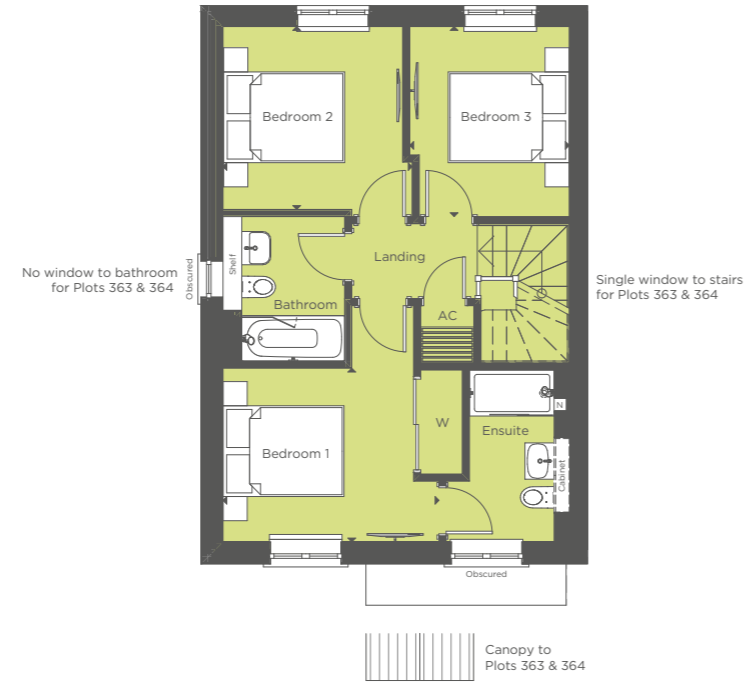 Bedroom 2
Bedroom 3
Landing
No window to bathroom
for Plots 363 & 364
Obscured
Shelf
Bathroom
Single window to stairs
for Plots 363 & 364
AC
W
N
Ensuite
Bedroom 1
Cabinet
Obscured
Canopy to
Plots 363 & 364